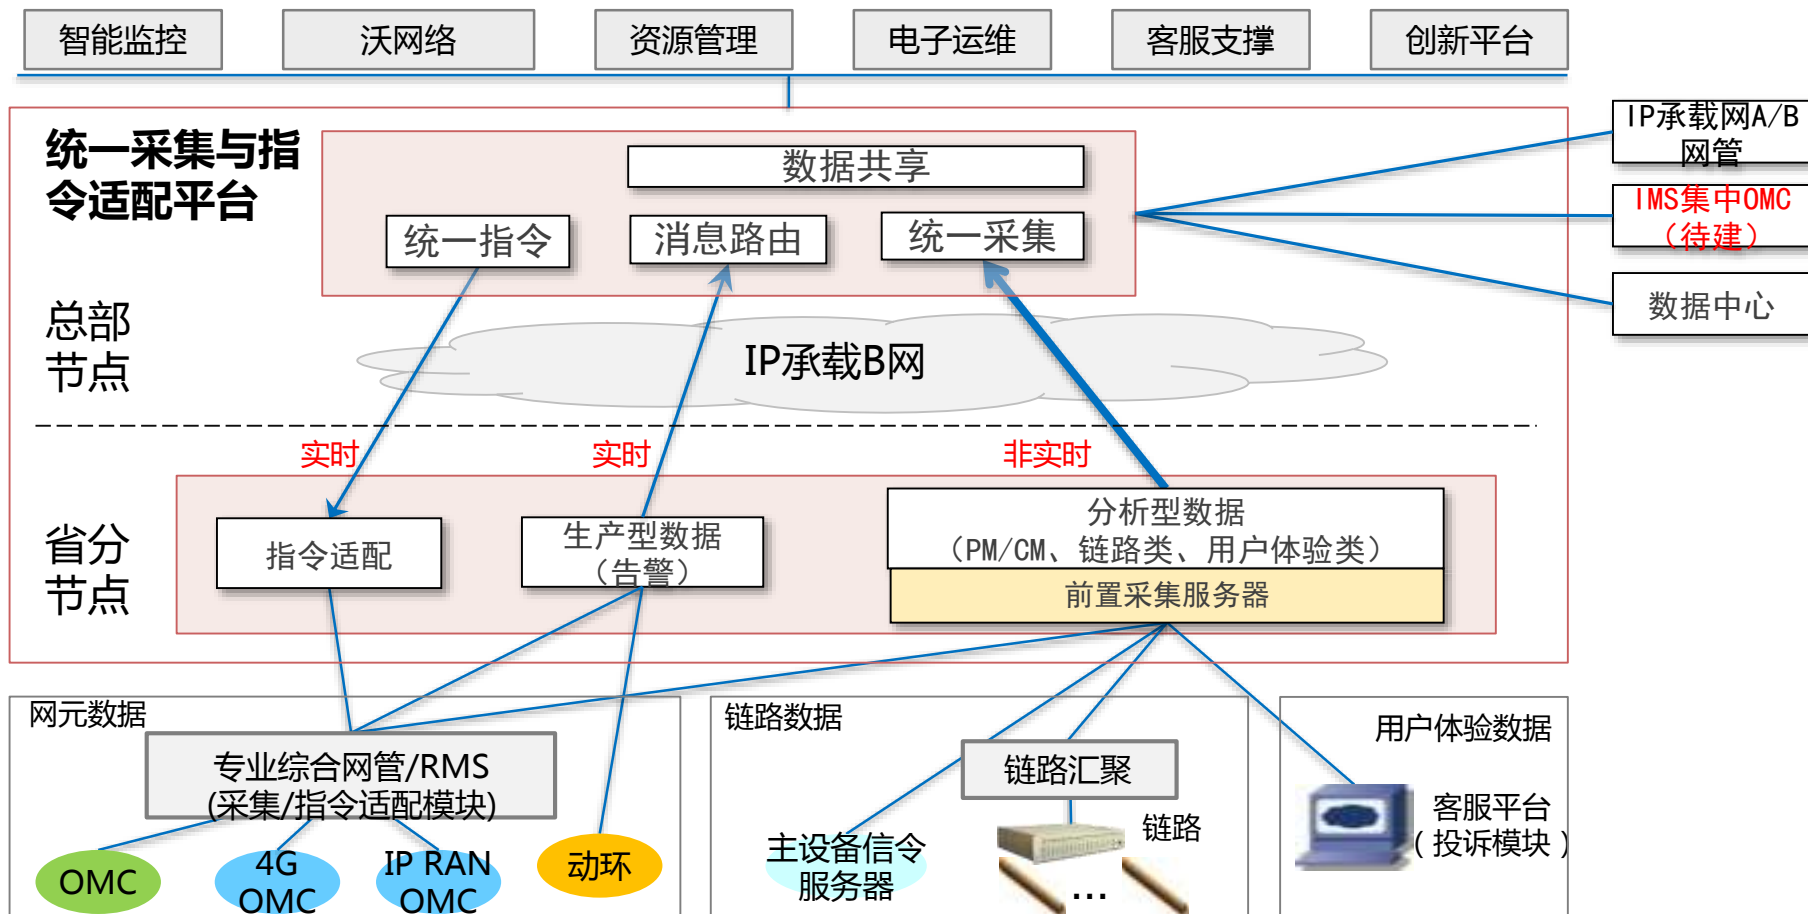 智能监控
沃网络
资源管理
电子运维
客服支撑
创新平台
统一采集与指
令适配平台
数据共享
统一指令
消息路由
统一采集
IP承载网A/B
网管
IMS集中OMC
（待建）
数据中心
总部
节点
IP承载B网
实时
实时
非实时
省分
节点
指令适配
生产型数据
（告警）
分析型数据
（PM/CM、链路类、用户体验类）
前置采集服务器
网元数据
专业综合网管/RMS
(采集/指令适配模块)
OMC
4G
OMC
IP RAN
OMC
动环
链路数据
链路汇聚
主设备信令
服务器
链路
...
用户体验数据
客服平台
（投诉模块）